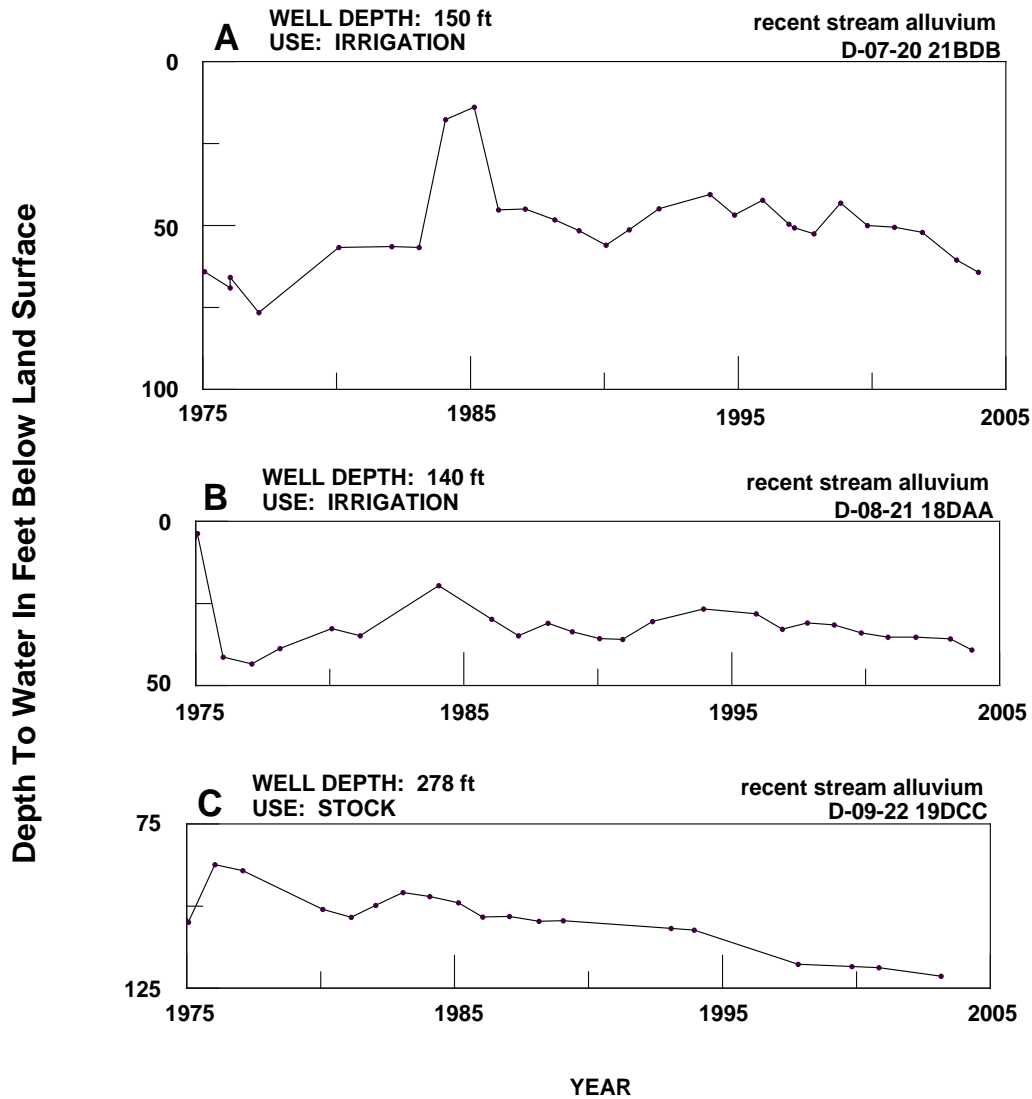 A
WELL DEPTH: 150 ft
USE: IRRIGATION
recent stream alluvium
D-07-20 21BDB
0
50
100
1975
1985
1995
2005
B
WELL DEPTH: 140 ft
USE: IRRIGATION
recent stream alluvium
D-08-21 18DAA
0
50
1975
1985
1995
2005
C
WELL DEPTH: 278 ft
USE: STOCK
recent stream alluvium
D-09-22 19DCC
75
125
1975
1985
1995
2005
Depth To Water In Feet Below Land Surface
YEAR